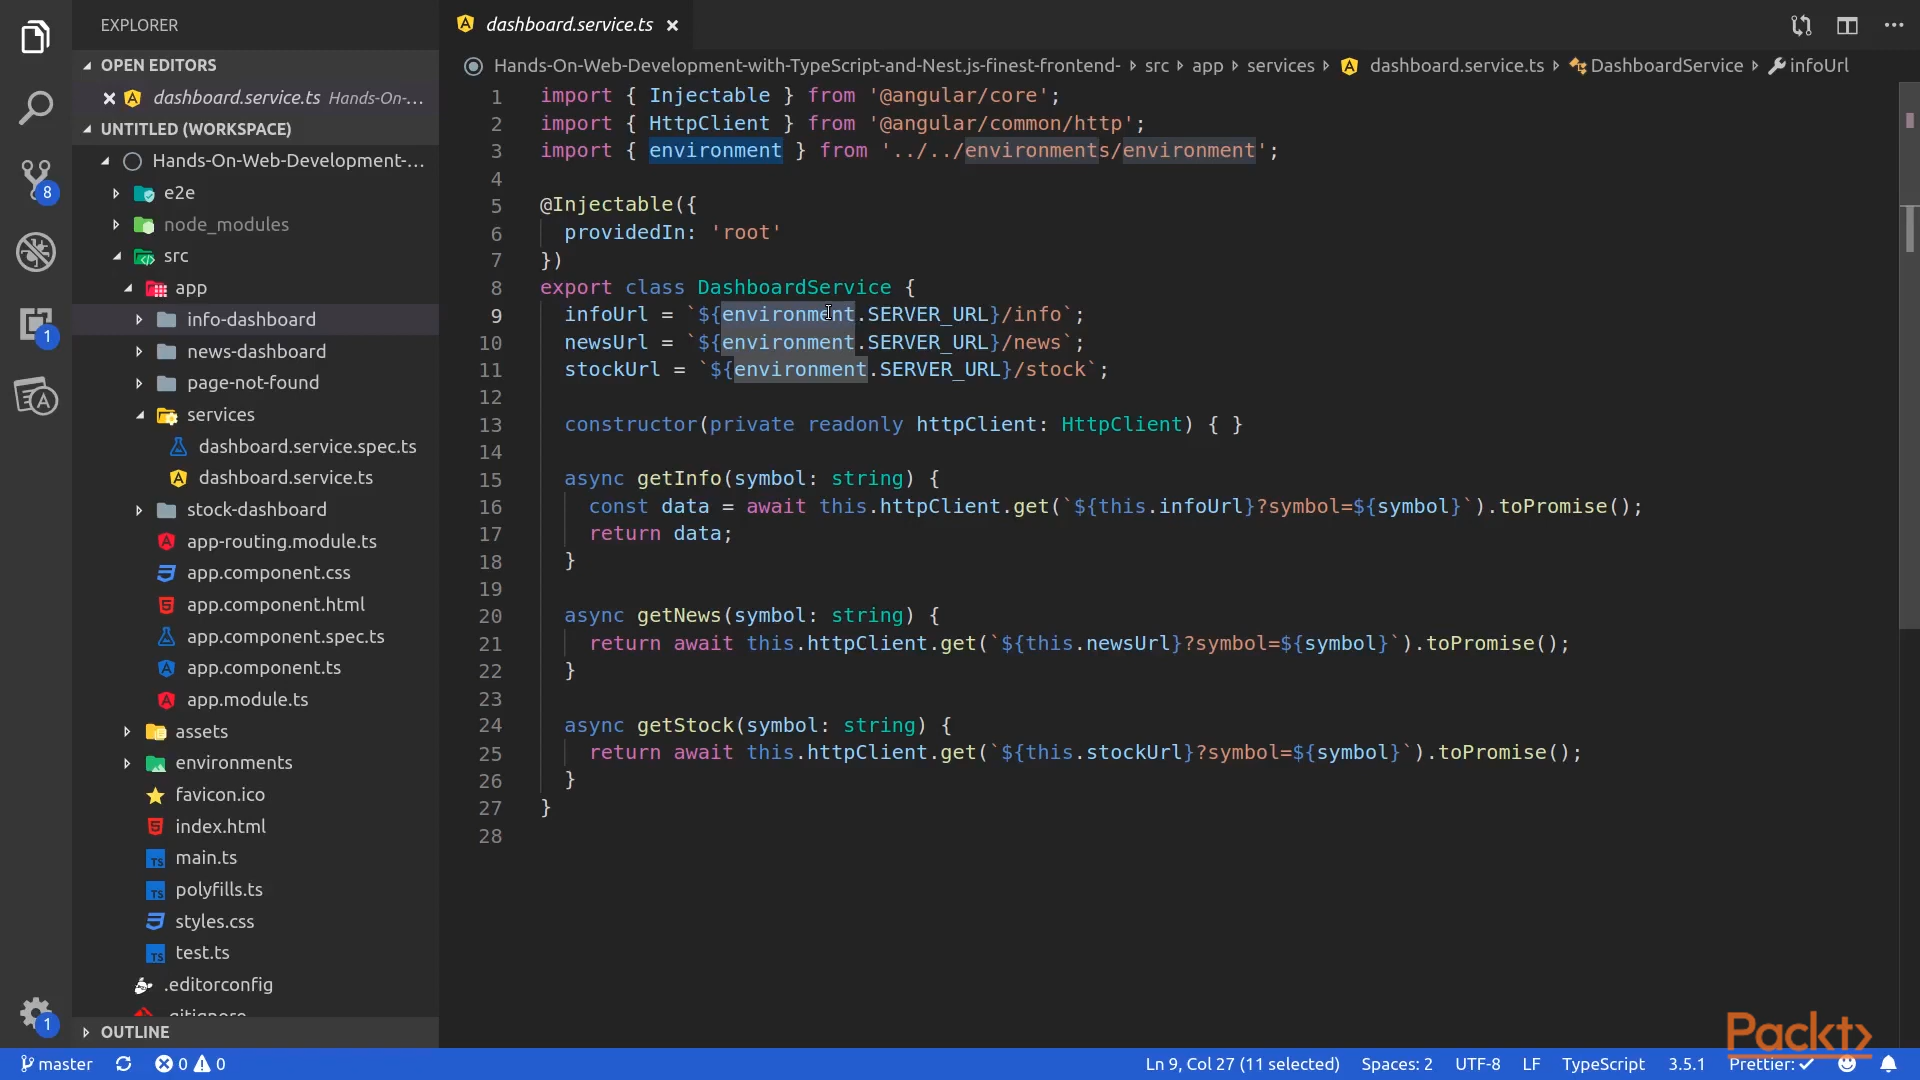 EXPLORER
OPEN EDITORS
dashboard.service.ts Hands-On-...
UNTITLED (WORKSPACE)
Hands-On-Web-Development-...
e2e
node_modules
src
app
info-dashboard
news-dashboard
page-not-found
services
dashboard.service.spec.ts
dashboard.service.ts
stock-dashboard
app-routing.module.ts
app.component.css
app.component.html
app.component.spec.ts
app.component.ts
app.module.ts
assets
environments
favicon.ico
index.html
main.ts
polyfills.ts
styles.css
test.ts
.editorconfig
.gitignore
OUTLINE
8
1
1
dashboard.service.ts
Hands-On-Web-Development-with-TypeScript-and-Nest.js-finest-frontend- src app services dashboard.service.ts DashboardService infoUrl
1 import { Injectable } from '@angular/core';
2 import { HttpClient } from '@angular/common/http';
3 import { environment } from '../../environments/environment';
4
5 @Injectable({
6   providedIn: 'root'
7 })
8 export class DashboardService {
9   infoUrl = `${environment.SERVER_URL}/info`;
10   newsUrl = `${environment.SERVER_URL}/news`;
11   stockUrl = `${environment.SERVER_URL}/stock`;
12
13   constructor(private readonly httpClient: HttpClient) { }
14
15   async getInfo(symbol: string) {
16     const data = await this.httpClient.get(`${this.infoUrl}?symbol=${symbol}`).toPromise();
17     return data;
18   }
19
20   async getNews(symbol: string) {
21     return await this.httpClient.get(`${this.newsUrl}?symbol=${symbol}`).toPromise();
22   }
23
24   async getStock(symbol: string) {
25     return await this.httpClient.get(`${this.stockUrl}?symbol=${symbol}`).toPromise();
26   }
27 }
28
Packt>
master 0 0 Ln 9, Col 27 (11 selected) Spaces: 2 UTF-8 LF TypeScript 3.5.1 Prettier: ✓